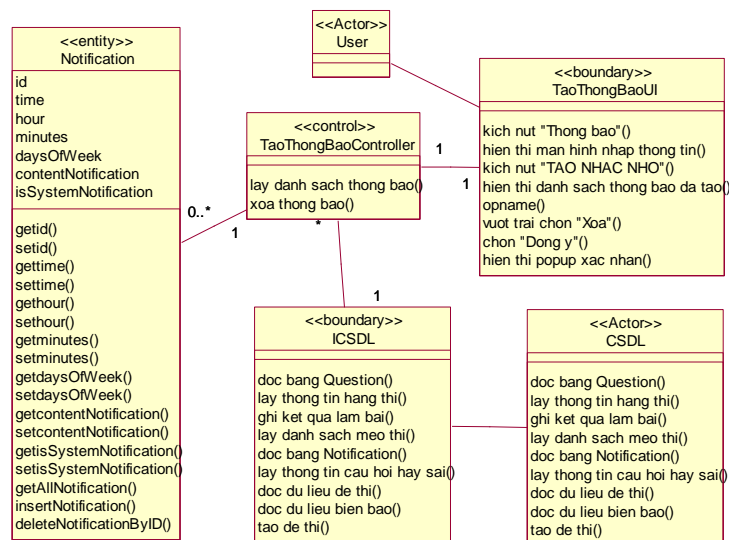 <<entity>>
Notification
id
time
hour
minutes
daysOfWeek
contentNotification
isSystemNotification
getid()
setid()
gettime()
settime()
gethour()
sethour()
getminutes()
setminutes()
getdaysOfWeek()
setdaysOfWeek()
getcontentNotification()
setcontentNotification()
getisSystemNotification()
setisSystemNotification()
getAllNotification()
insertNotification()
deleteNotificationByID()
<<Actor>>
User
<<control>>
TaoThongBaoController
lay danh sach thong bao()
xoa thong bao()
<<boundary>>
TaoThongBaoUI
kich nut "Thong bao"()
hien thi man hinh nhap thong tin()
kich nut "TAO NHAC NHO"()
hien thi danh sach thong bao da tao()
opname()
vuot trai chon "Xoa"()
chon "Dong y"()
hien thi popup xac nhan()
1
1
0..*
1
*
1
<<boundary>>
ICSDL
doc bang Question()
lay thong tin hang thi()
ghi ket qua lam bai()
lay danh sach meo thi()
doc bang Notification()
lay thong tin cau hoi hay sai()
doc du lieu de thi()
doc du lieu bien bao()
tao de thi()
<<Actor>>
CSDL
doc bang Question()
lay thong tin hang thi()
ghi ket qua lam bai()
lay danh sach meo thi()
doc bang Notification()
lay thong tin cau hoi hay sai()
doc du lieu de thi()
doc du lieu bien bao()
tao de thi()